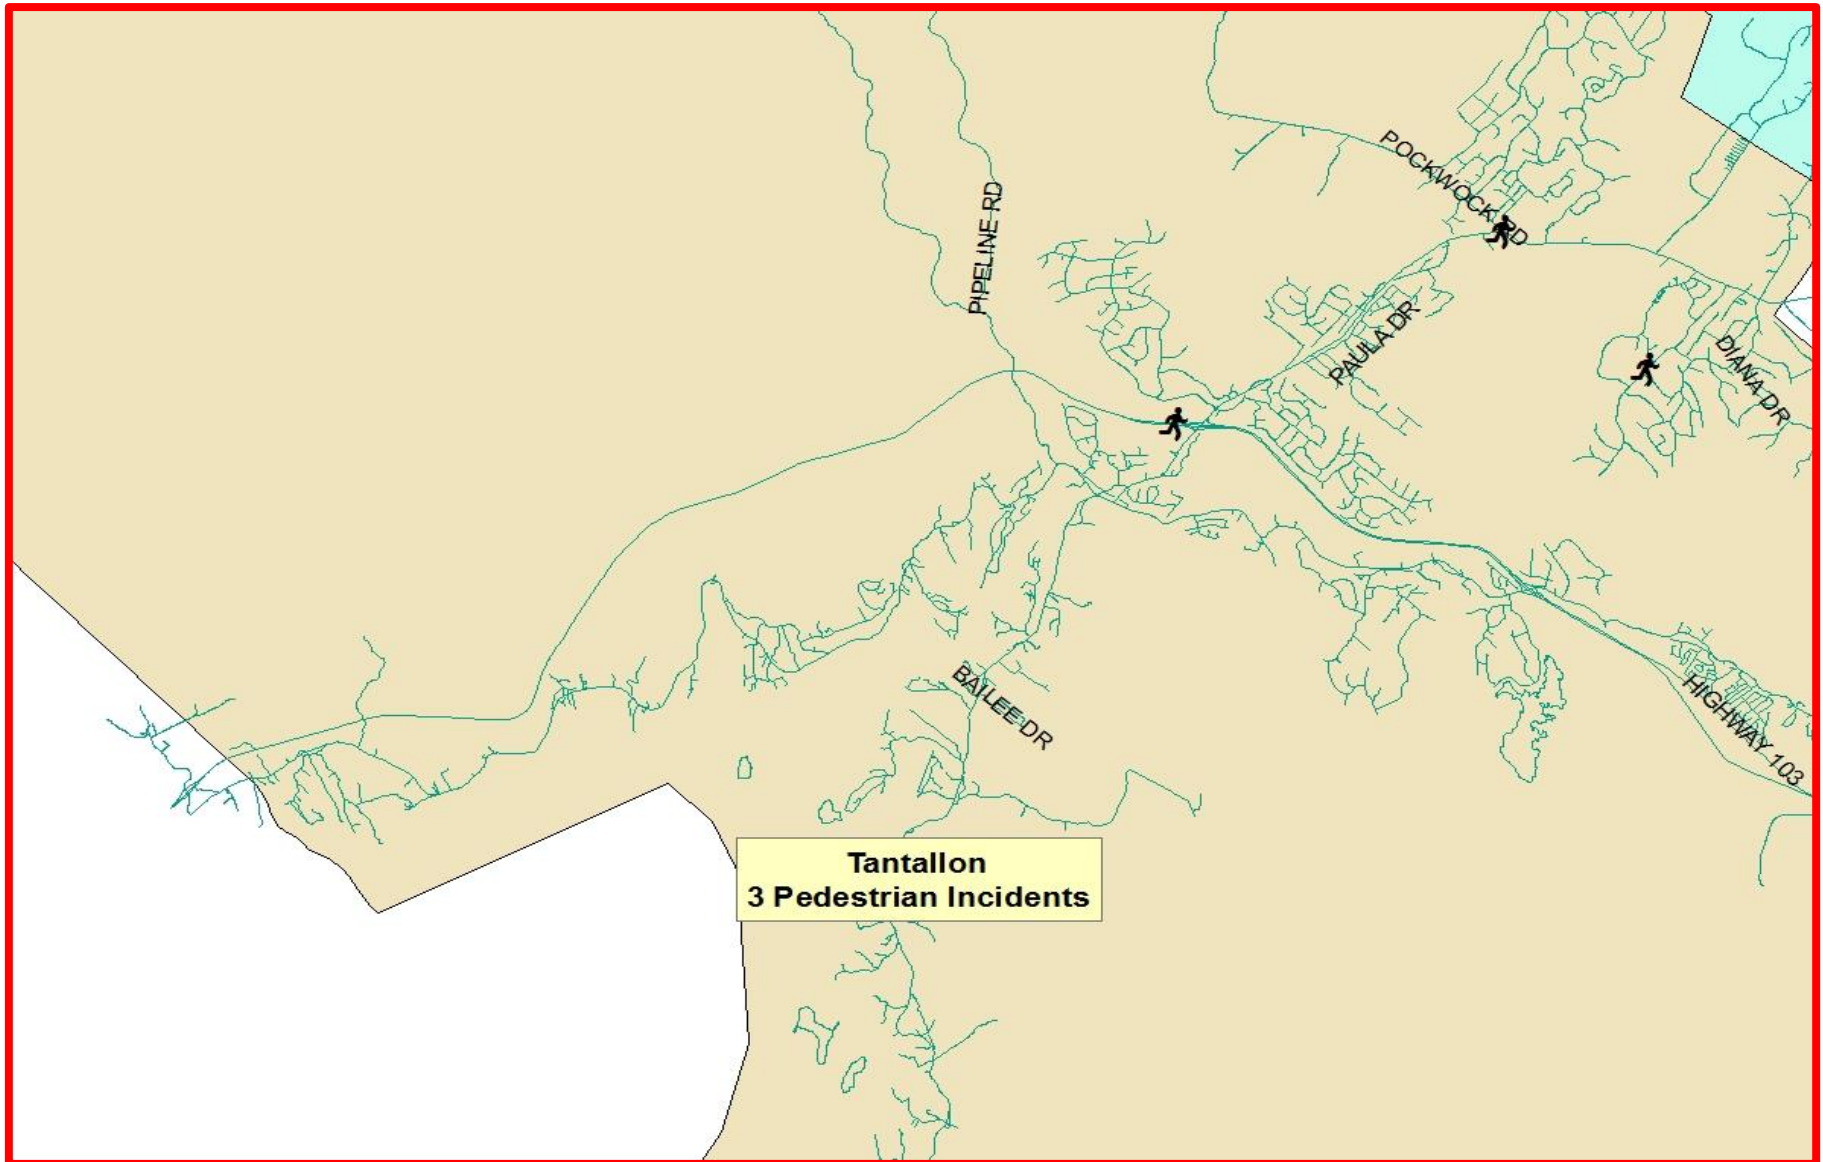 POCKWOCK RD
PIPELINE RD
PAULA DR
DIANA DR
BAILEE DR
HIGHWAY 103
Tantallon
3 Pedestrian Incidents